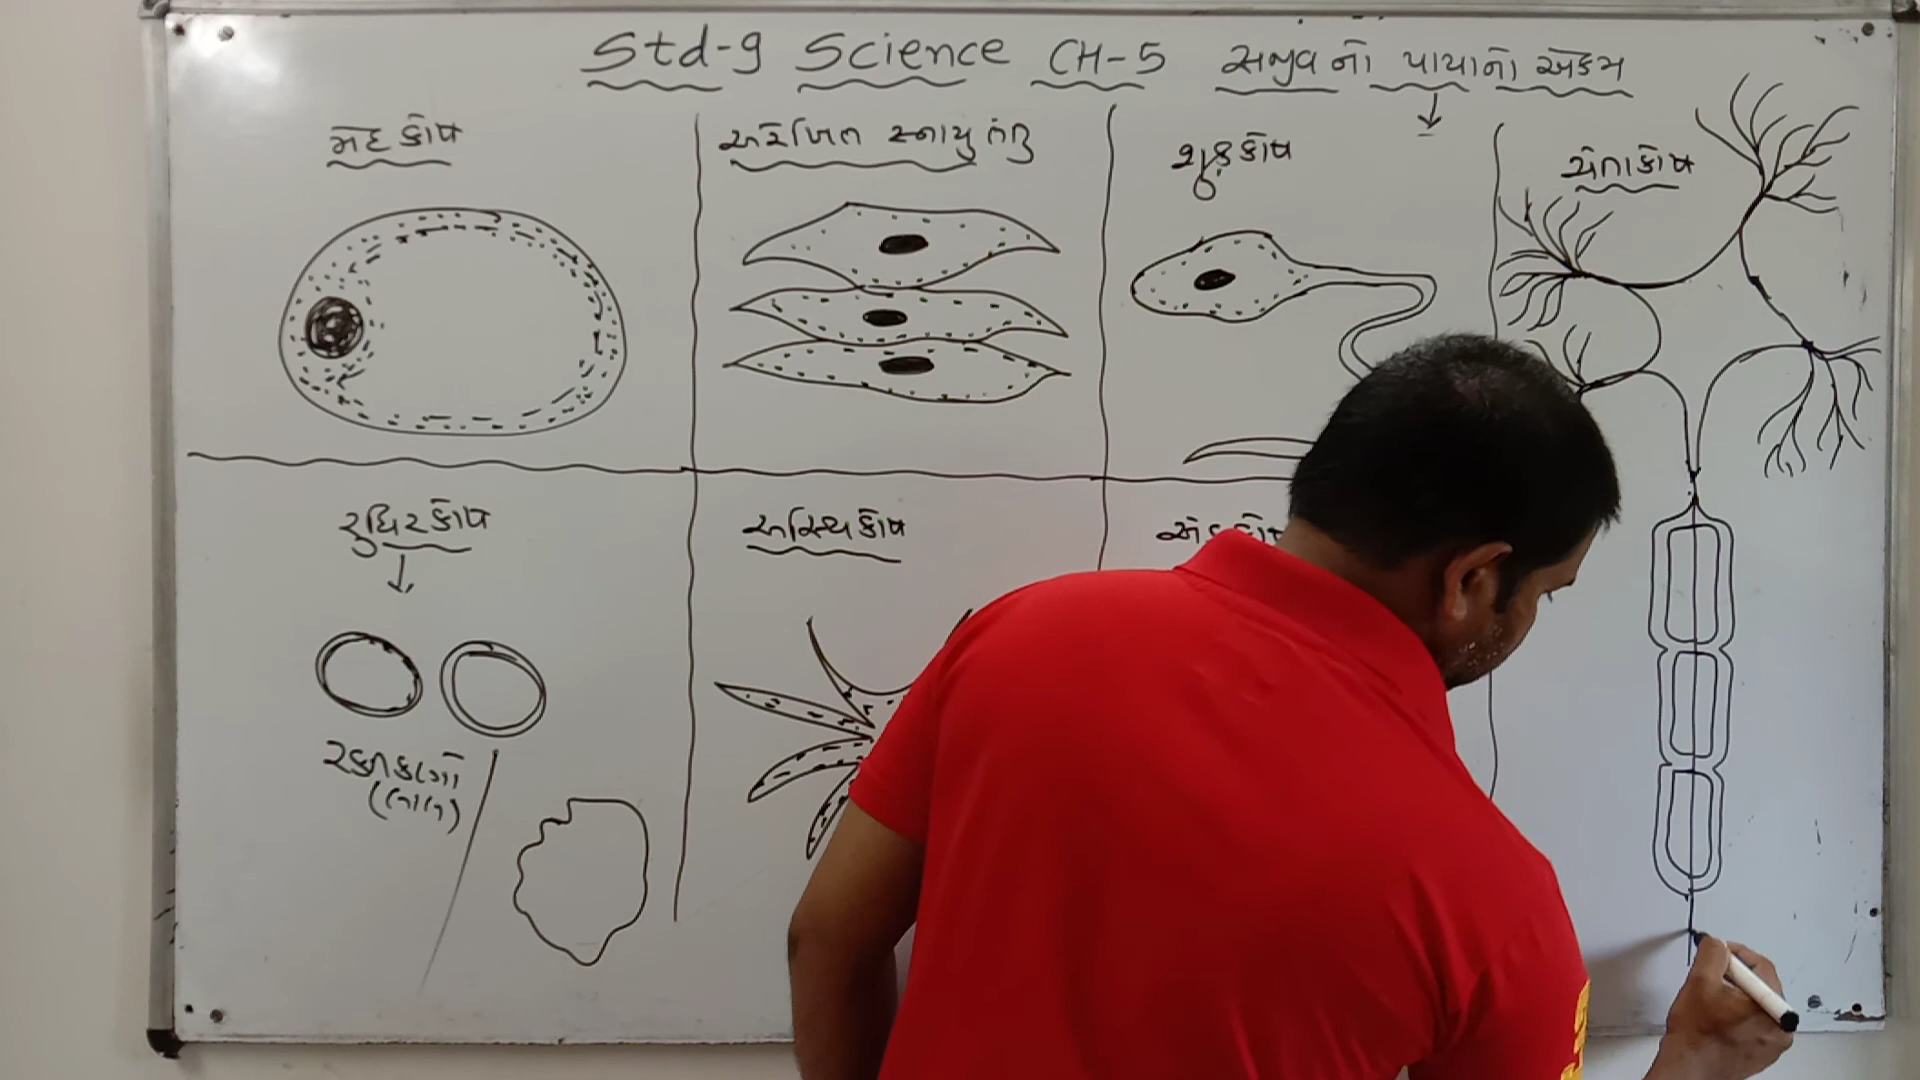 Std-9 Science CH-5 સજીવનો પાયાનો એકમ
મેદકોષ
અરેખિત સ્નાયુતંતુ
શુક્રકોષ
ચેતાકોષ
રુધિરકોષ
અસ્થિકોષ
રક્તકણો
(લાલ)